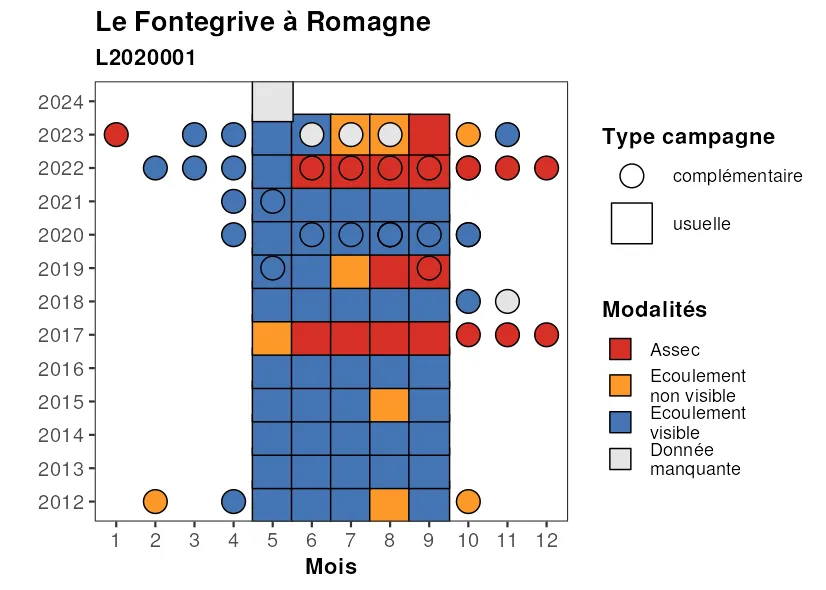 Le Fontegrive à Romagne
L2020001
2024
2023
2022
2021
2020
2019
2018
2017
2016
2015
2014
2013
2012
1 2 3 4 5 6 7 8 9 10 11 12
Mois
Type campagne
complémentaire
usuelle
Modalités
Assec
Ecoulement
non visible
Ecoulement
visible
Donnée
manquante